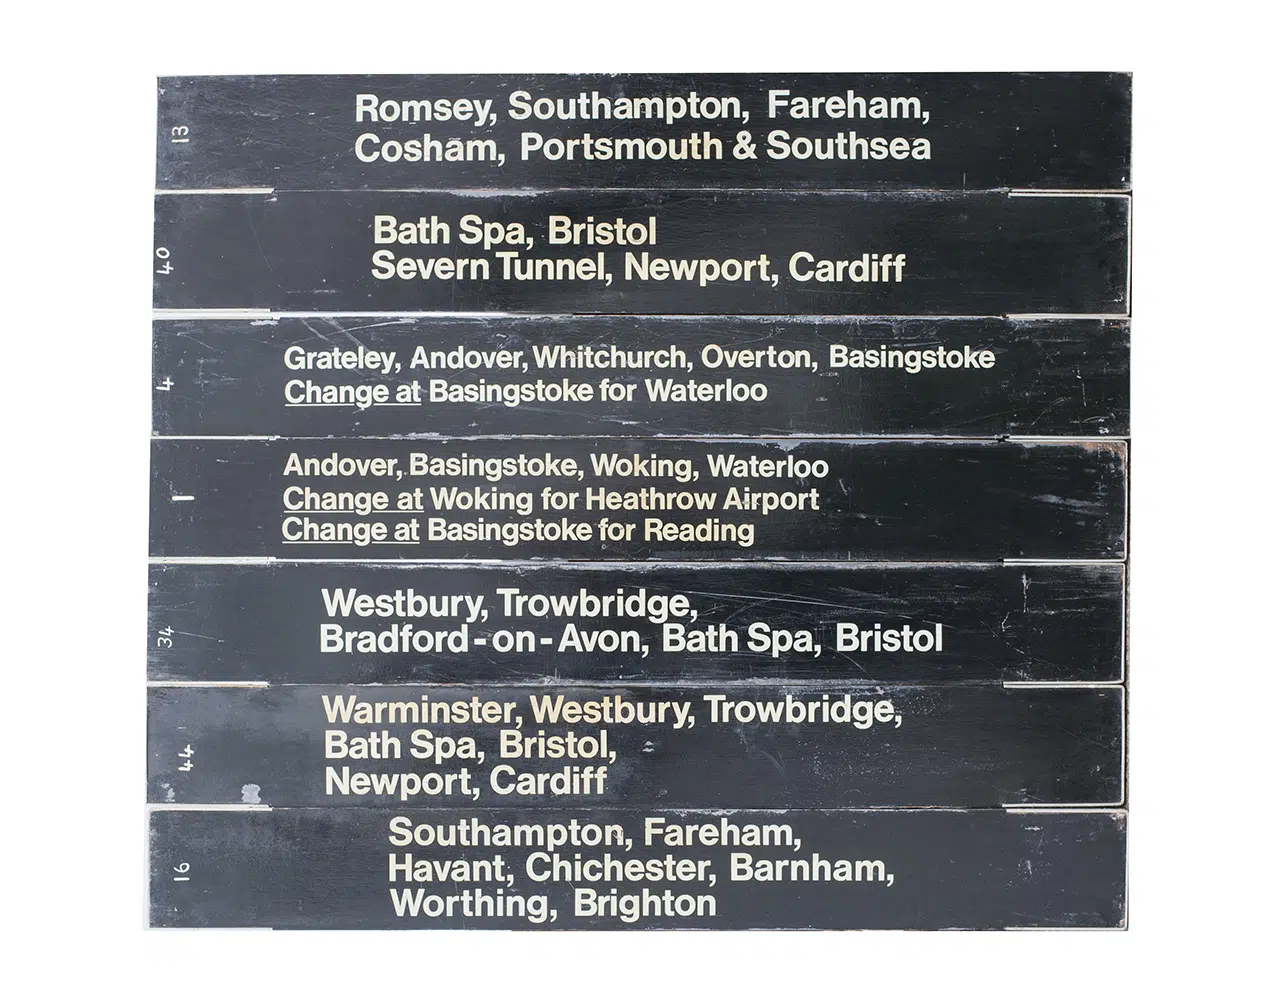 13
Romsey, Southampton, Fareham,
Cosham, Portsmouth & Southsea
40
Bath Spa, Bristol
Severn Tunnel, Newport, Cardiff
4
Grateley, Andover, Whitchurch, Overton, Basingstoke
Change at Basingstoke for Waterloo
1
Andover, Basingstoke, Woking, Waterloo
Change at Woking for Heathrow Airport
Change at Basingstoke for Reading
34
Westbury, Trowbridge,
Bradford-on-Avon, Bath Spa, Bristol
44
Warminster, Westbury, Trowbridge,
Bath Spa, Bristol,
Newport, Cardiff
16
Southampton, Fareham,
Havant, Chichester, Barnham,
Worthing, Brighton